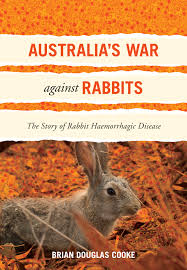 AUSTRALIA'S WAR
against RABBITS
The Story of Rabbit Haemorrhagic Disease
BRIAN DOUGLAS COOKE